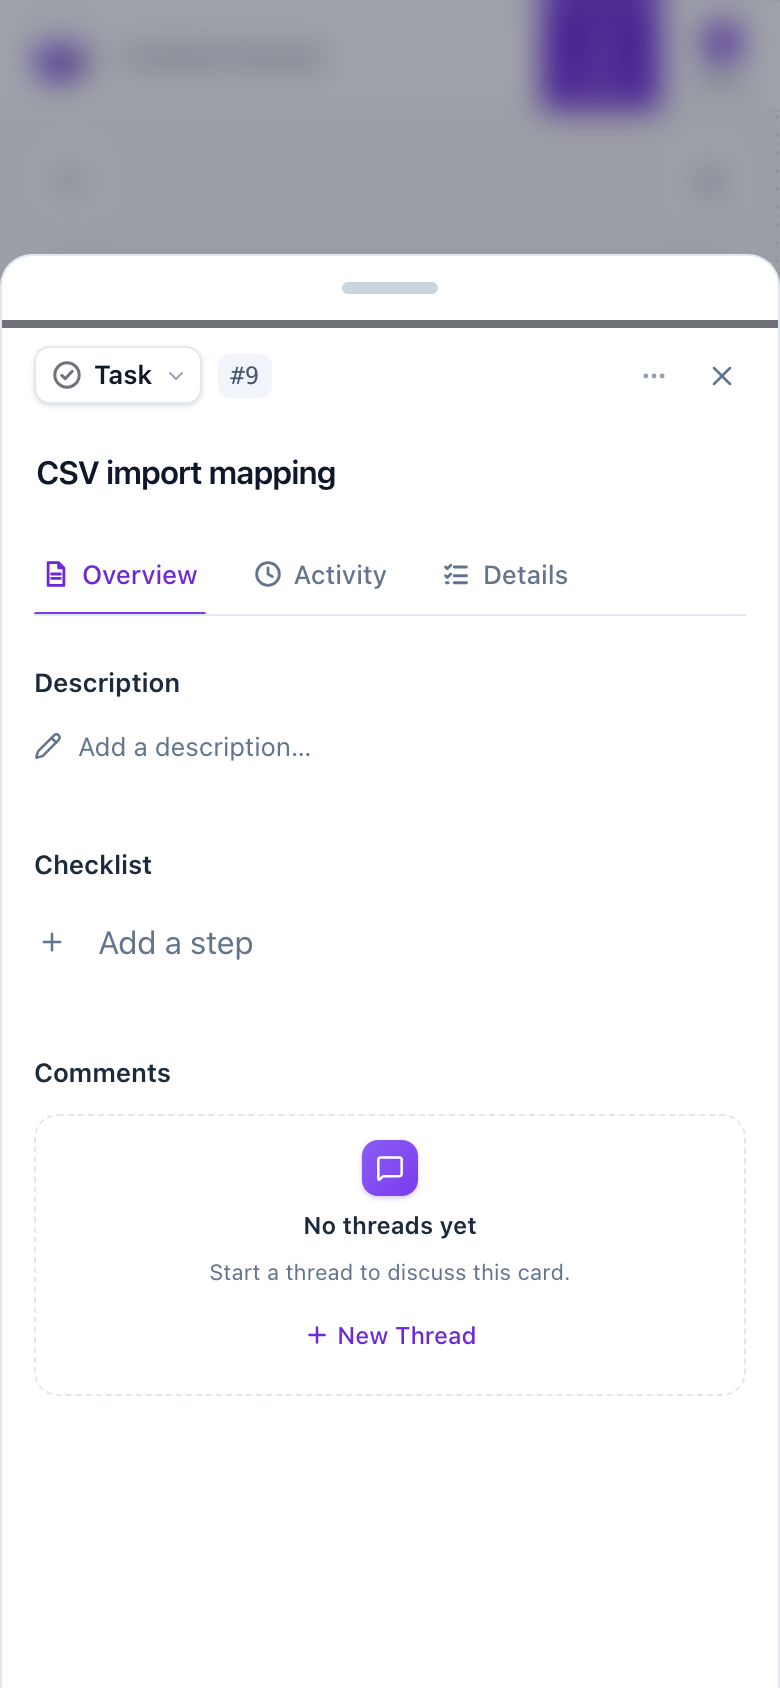 Task
#9
CSV import mapping
Overview
Activity
Details
Description
Add a description...
Checklist
Add a step
Comments
No threads yet
Start a thread to discuss this card.
New Thread